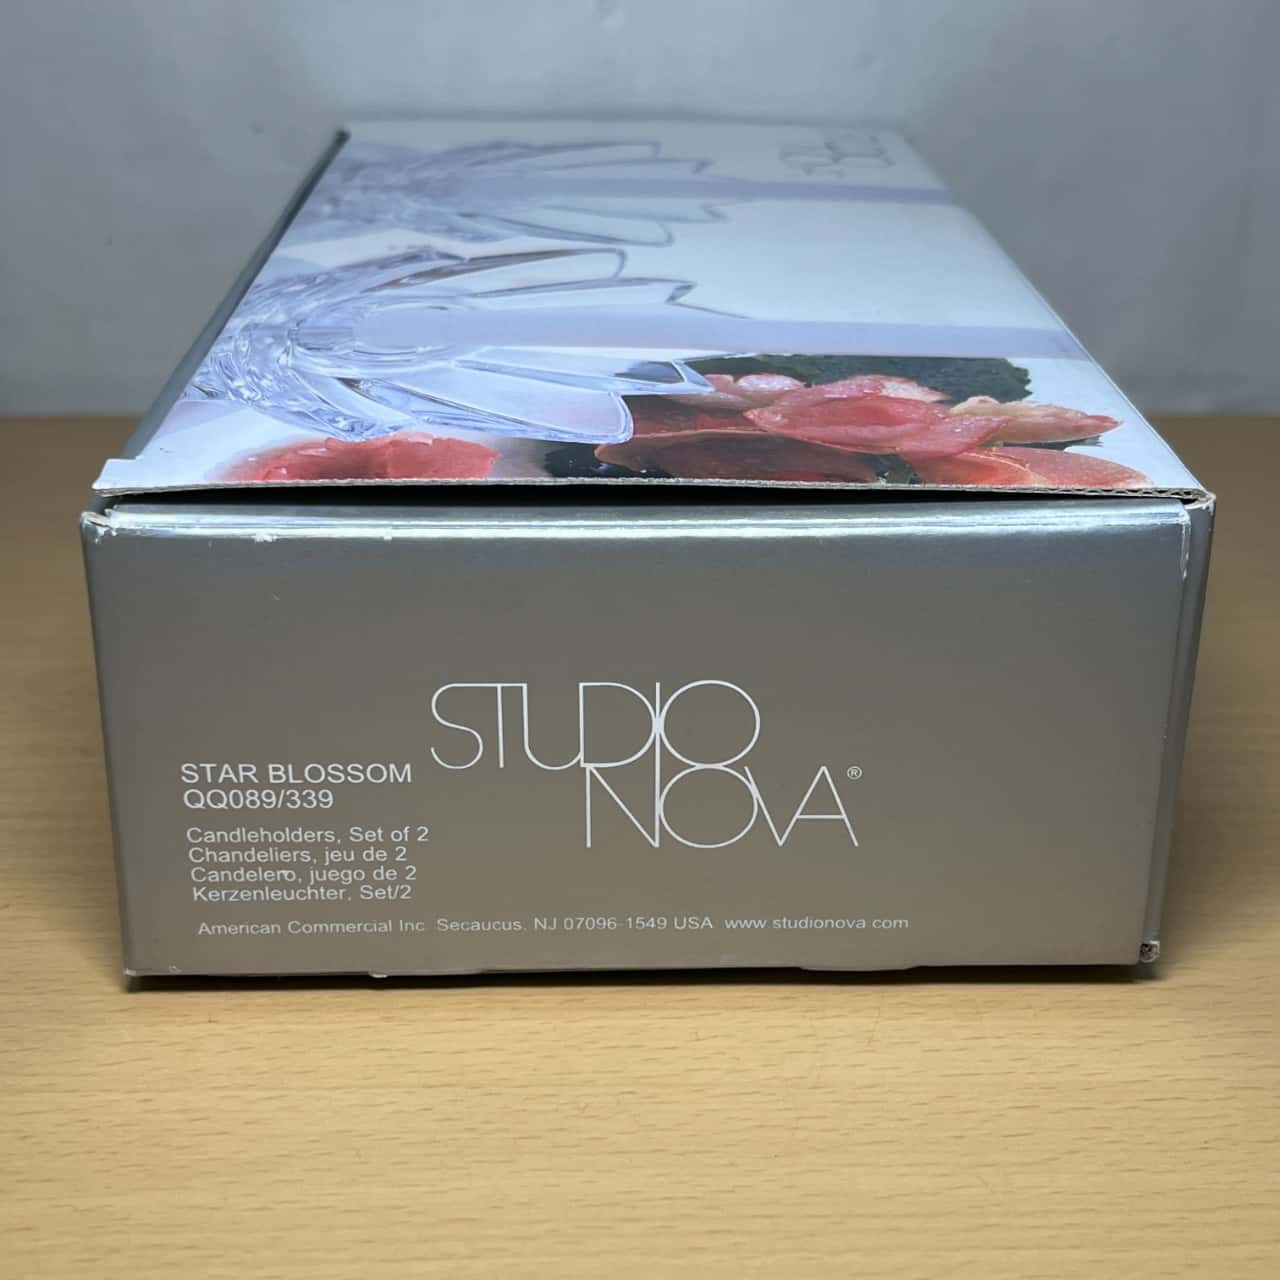 STUDIO
NOVA®
STAR BLOSSOM
QQ089/339
Candleholders, Set of 2
Chandeliers, jeu de 2
Candelero, juego de 2
Kerzenleuchter, Set/2
American Commercial Inc. Secaucus, NJ 07096-1549 USA www.studionova.com